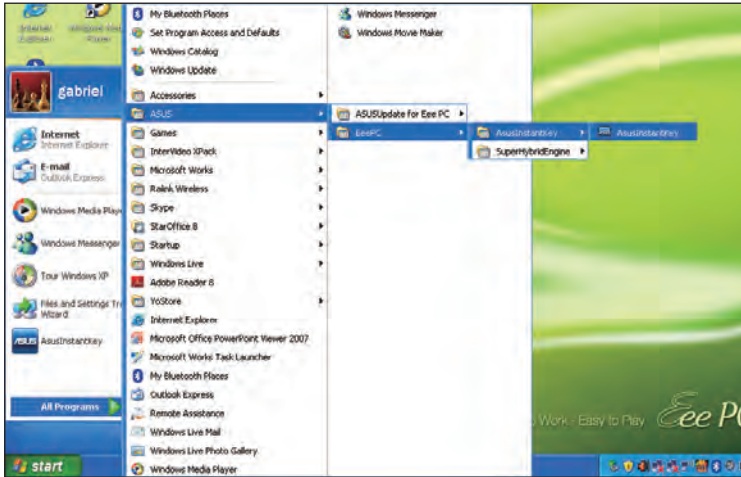 Internet
Explorer
gabriel
Internet
Internet Explorer
E-mail
Outlook Express
Windows Media Play
Windows Messenger
Tour Windows XP
Files and Settings Tr
Wizard
ASUS
AsusInstantKey
All Programs
start
My Bluetooth Places
Set Program Access and Defaults
Windows Catalog
Windows Update
Accessories
ASUS
Games
InterVideo XPack
Microsoft Works
Ralink Wireless
Skype
StarOffice 8
Startup
Windows Live
Adobe Reader 8
YoStore
Internet Explorer
Microsoft Office PowerPoint Viewer 2007
Microsoft Works Task Launcher
My Bluetooth Places
Outlook Express
Remote Assistance
Windows Live Mail
Windows Live Photo Gallery
Windows Media Player
Windows Messenger
Windows Movie Maker
ASUSUpdate for Eee PC
EeePC
AsusInstantKey
SuperHybridEngine
AsusInstantKey
Work - Easy to Play
Eee PC